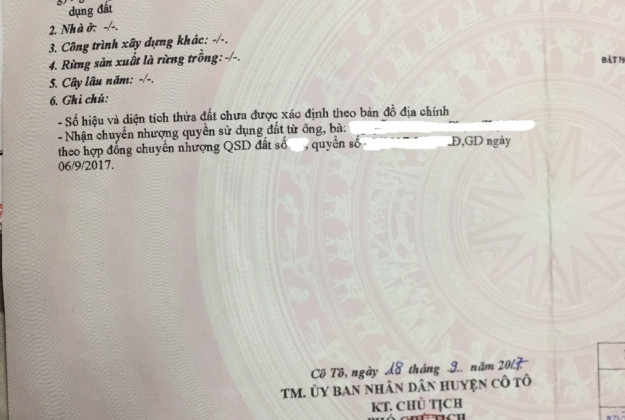 dụng đất
2. Nhà ở: -/-.
3. Công trình xây dựng khác: -/-.
4. Rừng sản xuất là rừng trồng: -/-.
5. Cây lâu năm: -/-.
6. Ghi chú:
- Số hiệu và diện tích thửa đất chưa được xác định theo bản đồ địa chính
- Nhận chuyển nhượng quyền sử dụng đất từ ông, bà:
theo hợp đồng chuyển nhượng QSD đất số , quyển số .Đ,GD ngày
06/9/2017.
Cô Tô, ngày 18 tháng 9.. năm 2017
TM. ỦY BAN NHÂN DÂN HUYỆN CÔ TÔ
KT. CHỦ TỊCH
PHÓ CHỦ TỊCH